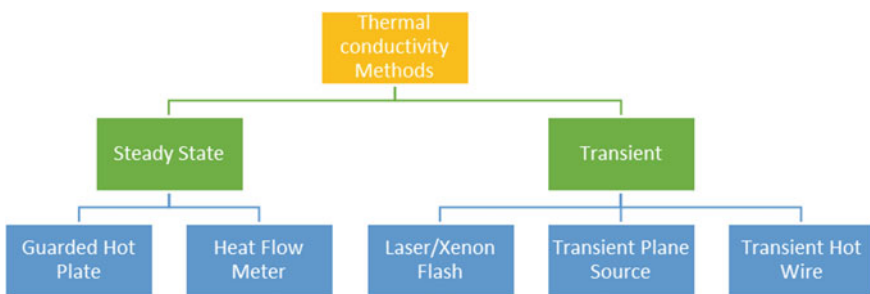 Thermal
conductivity
Methods
Steady State
Transient
Guarded Hot
Plate
Heat Flow
Meter
Laser/Xenon
Flash
Transient Plane
Source
Transient Hot
Wire